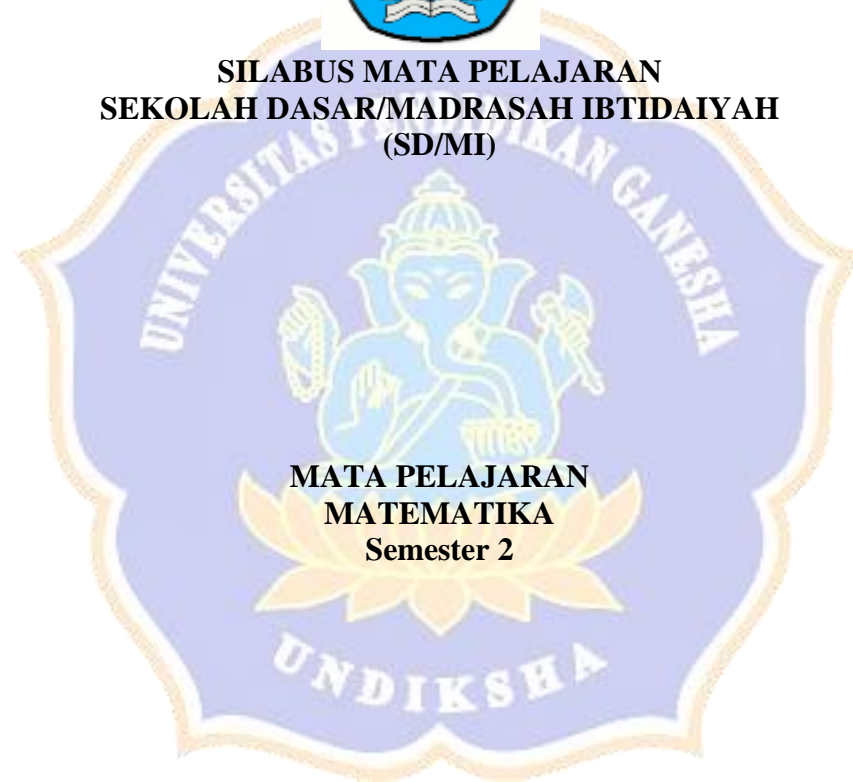 SILABUS MATA PELAJARAN
SEKOLAH DASAR/MADRASAH IBTIDAIYAH
(SD/MI)
UNIVERSITAS PENDIDIKAN GANESHA
MATA PELAJARAN
MATEMATIKA
Semester 2
UNDIKSHA